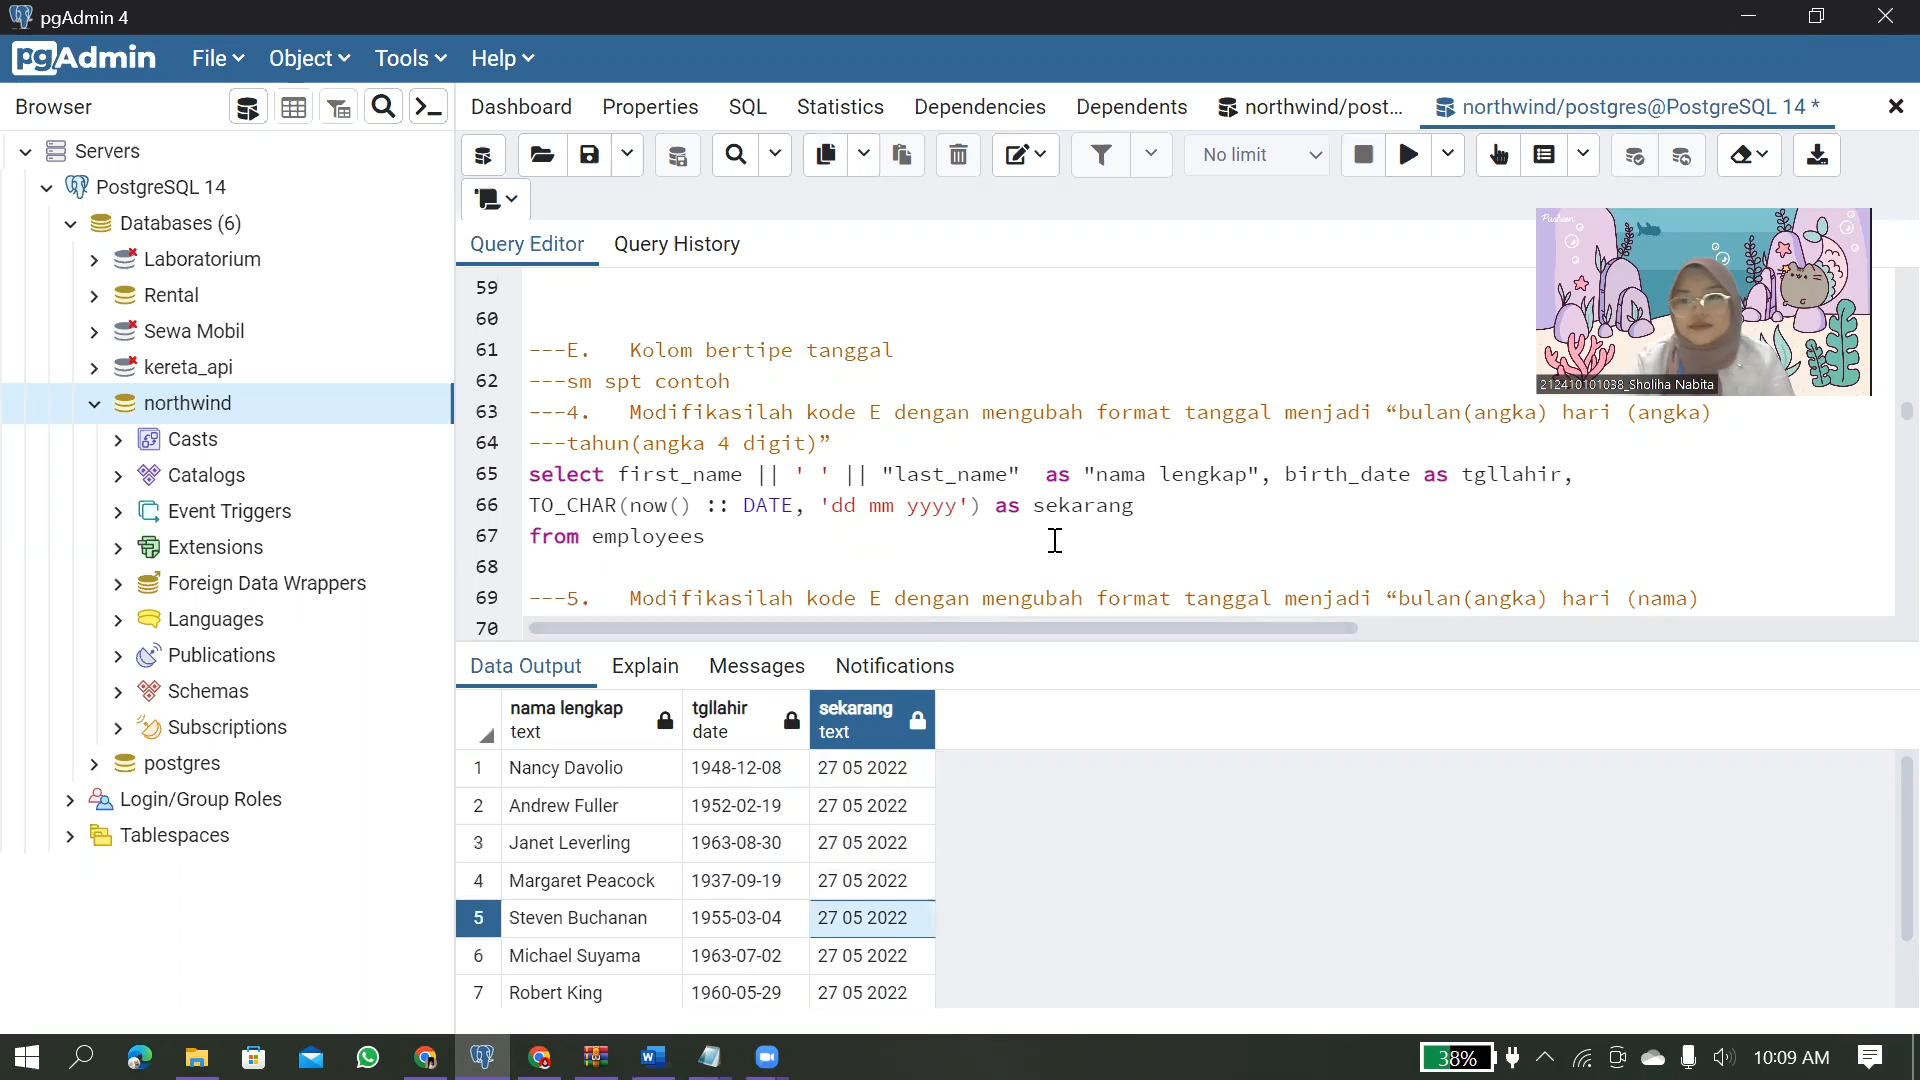 pgAdmin 4
pgAdmin File Object Tools Help
Browser
Dashboard Properties SQL Statistics Dependencies Dependents northwind/post... northwind/postgres@PostgreSQL 14 *
No limit
Servers
PostgreSQL 14
Databases (6)
Laboratorium
Rental
Sewa Mobil
kereta_api
northwind
Casts
Catalogs
Event Triggers
Extensions
Foreign Data Wrappers
Languages
Publications
Schemas
Subscriptions
postgres
Login/Group Roles
Tablespaces
Query Editor Query History
Pusheen
212410101038_Sholiha Nabita
59
60
61 ---E. Kolom bertipe tanggal
62 ---sm spt contoh
63 ---4. Modifikasilah kode E dengan mengubah format tanggal menjadi “bulan(angka) hari (angka)
64 ---tahun(angka 4 digit)”
65 select first_name || ' ' || "last_name" as "nama lengkap", birth_date as tgllahir,
66 TO_CHAR(now() :: DATE, 'dd mm yyyy') as sekarang
67 from employees
68
69 ---5. Modifikasilah kode E dengan mengubah format tanggal menjadi “bulan(angka) hari (nama)
70
Data Output Explain Messages Notifications
nama lengkap text tgllahir date sekarang text
1 Nancy Davolio 1948-12-08 27 05 2022
2 Andrew Fuller 1952-02-19 27 05 2022
3 Janet Leverling 1963-08-30 27 05 2022
4 Margaret Peacock 1937-09-19 27 05 2022
5 Steven Buchanan 1955-03-04 27 05 2022
6 Michael Suyama 1963-07-02 27 05 2022
7 Robert King 1960-05-29 27 05 2022
38% 10:09 AM